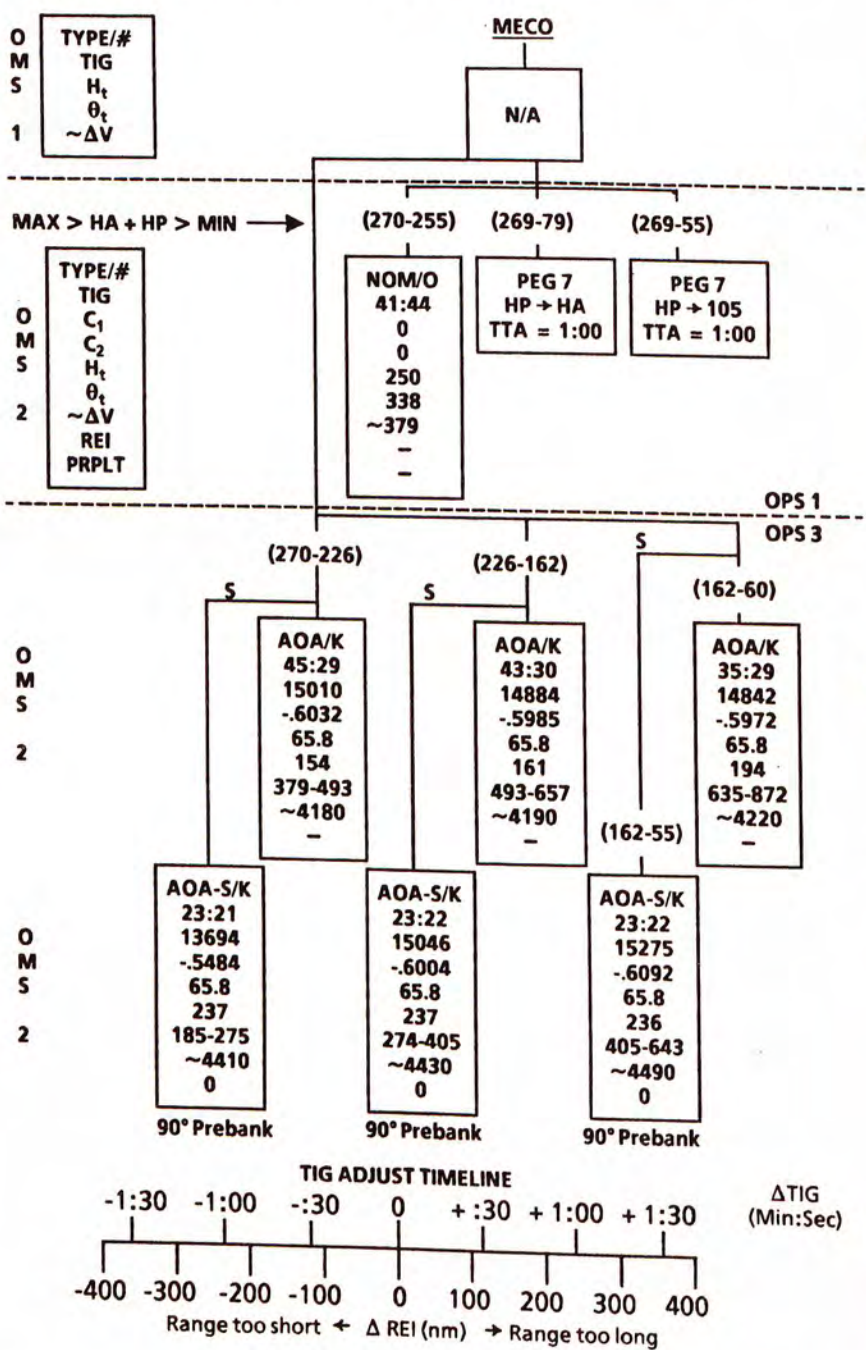 MECO
O
M
S
1
TYPE/#
TIG
Ht
θt
~ΔV
N/A
MAX > HA + HP > MIN →
(270-255) (269-79) (269-55)
O
M
S
2
TYPE/#
TIG
C1
C2
Ht
θt
~ΔV
REI
PRPLT
NOM/O
41:44
0
0
250
338
~379
–
–
PEG 7
HP → HA
TTA = 1:00
PEG 7
HP → 105
TTA = 1:00
OPS 1
OPS 3
(270-226)
(226-162)
S
(162-60)
S
S
O
M
S
2
AOA/K
45:29
15010
-.6032
65.8
154
379-493
~4180
–
AOA/K
43:30
14884
-.5985
65.8
161
493-657
~4190
–
AOA/K
35:29
14842
-.5972
65.8
194
635-872
~4220
–
(162-55)
O
M
S
2
AOA-S/K
23:21
13694
-.5484
65.8
237
185-275
~4410
0
90° Prebank
AOA-S/K
23:22
15046
-.6004
65.8
237
274-405
~4430
0
90° Prebank
AOA-S/K
23:22
15275
-.6092
65.8
236
405-643
~4490
0
90° Prebank
TIG ADJUST TIMELINE
-1:30 -1:00 -:30 0 + :30 + 1:00 + 1:30
ΔTIG
(Min:Sec)
-400 -300 -200 -100 0 100 200 300 400
Range too short ← Δ REI (nm) → Range too long